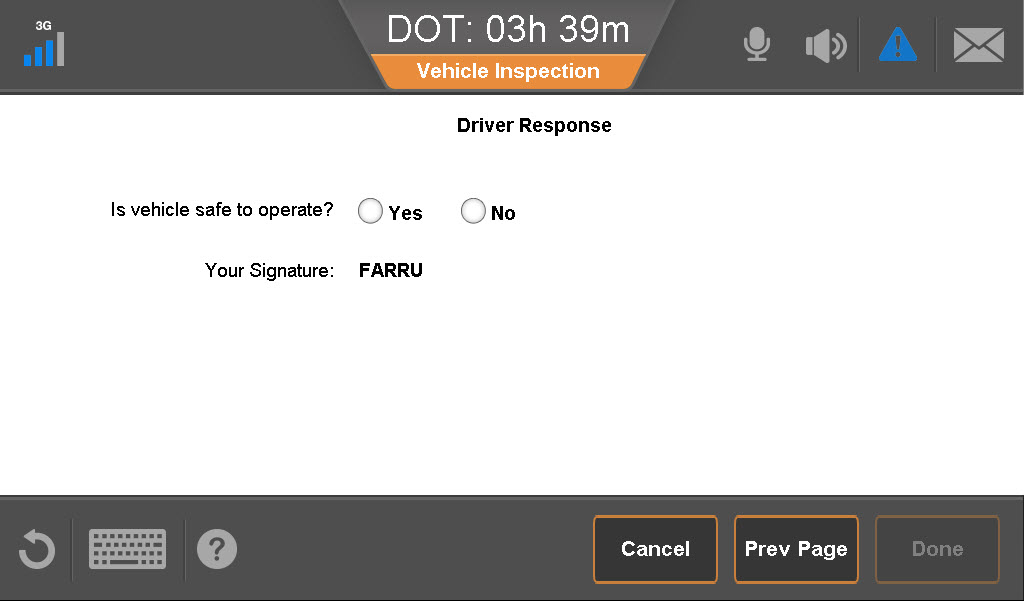 3G
DOT: 03h 39m
Vehicle Inspection
Driver Response
Is vehicle safe to operate? Yes No
Your Signature: FARRU
Cancel Prev Page Done